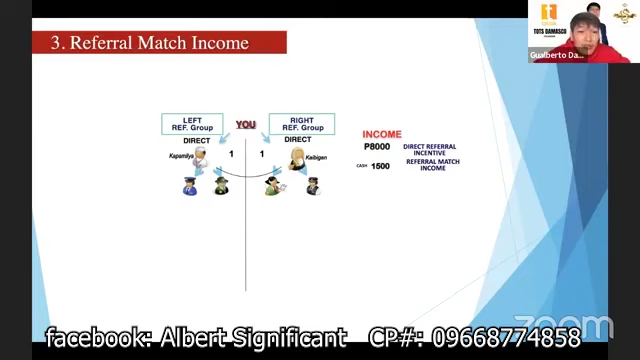 3. Referral Match Income
TOTS DAMASCO
Gualberto Da...
LEFT
REF. Group
YOU
RIGHT
REF. Group
DIRECT
DIRECT
Kapamilya
1
1
Kaibigan
INCOME
P8000 DIRECT REFERRAL
INCENTIVE
CASH 1500 REFERRAL MATCH
INCOME
zoom
facebook: Albert Significant CP#: 09668774858